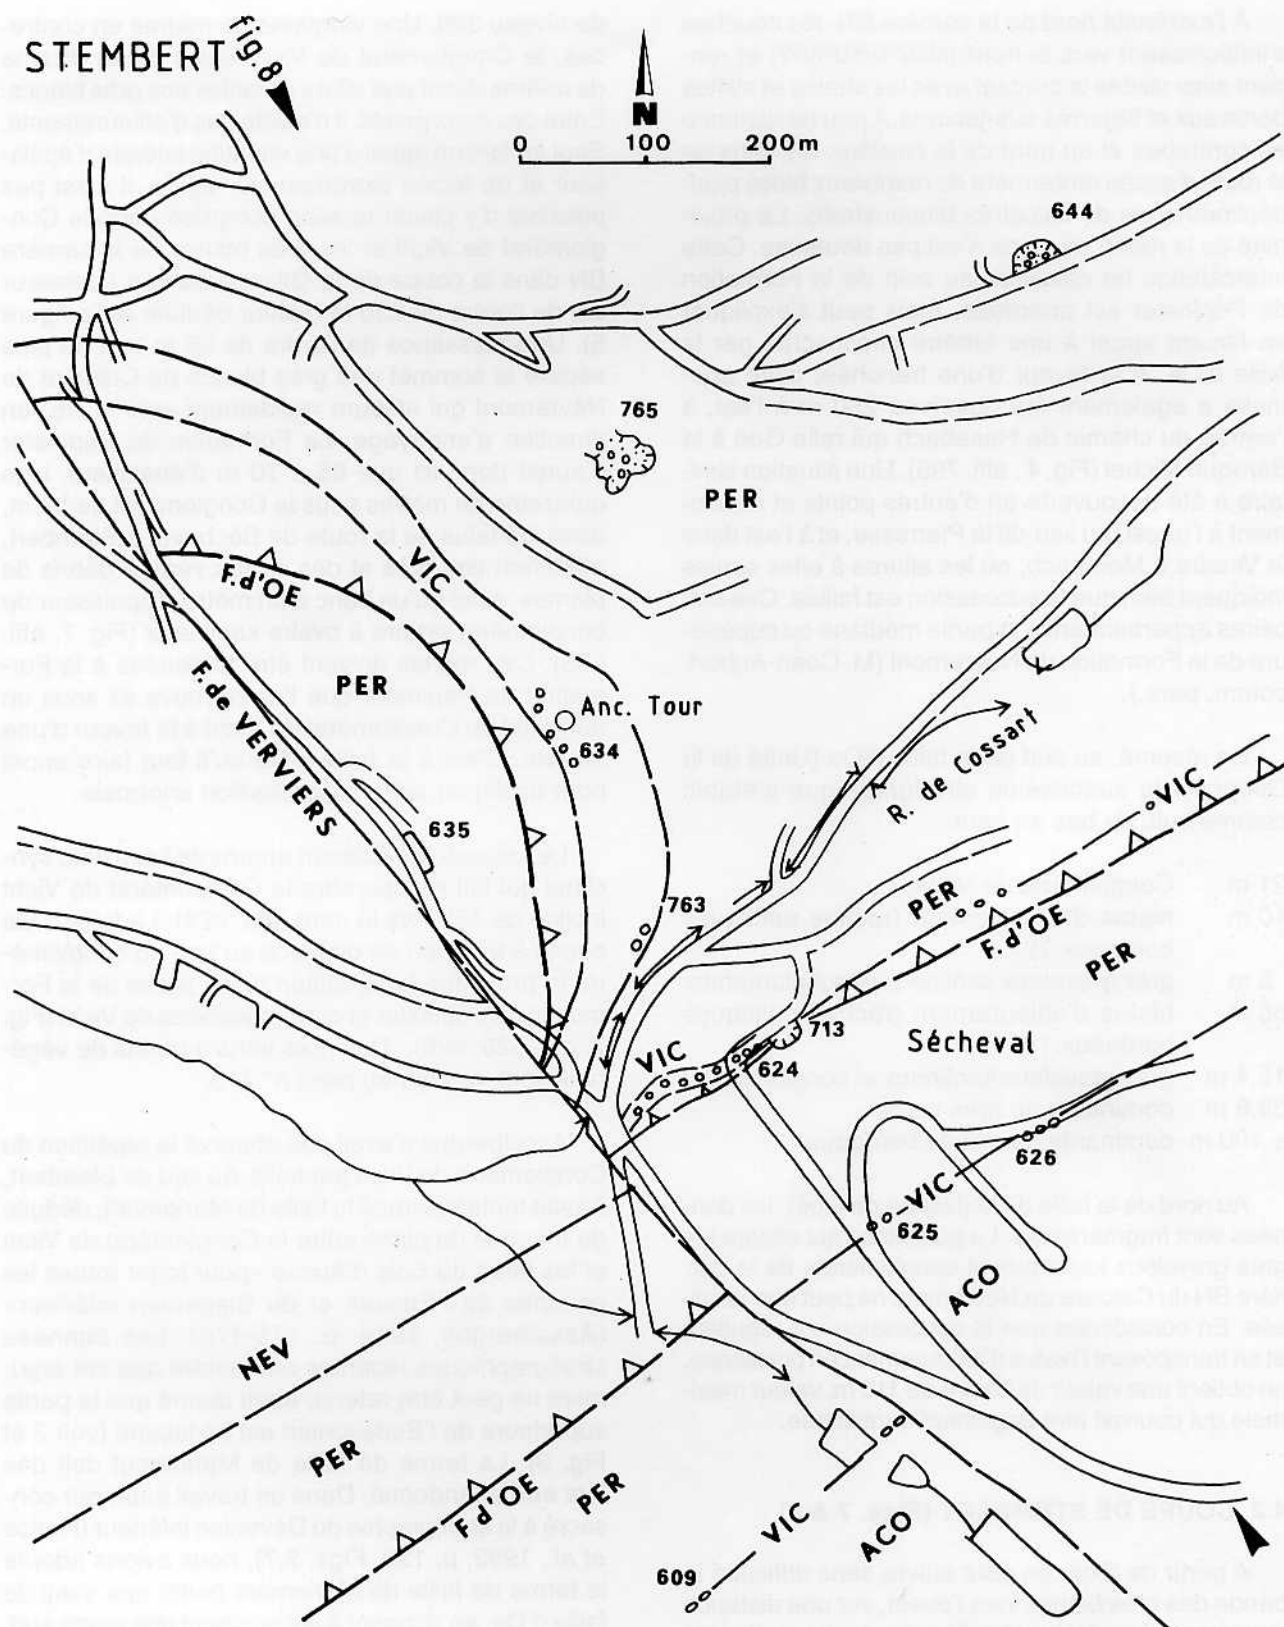 STEMBERT
fig.8
N
0 100 200m
644
765
PER
VIC
F.d'OE
PER
F. de VERVIERS
Anc. Tour
634
635
R. de Cossart
VIC
763
PER
F.d'OE
PER
713
VIC
624
Sécheval
626
VIC
625
ACO
NEV
PER
F.d'OE
PER
VIC
ACO
609